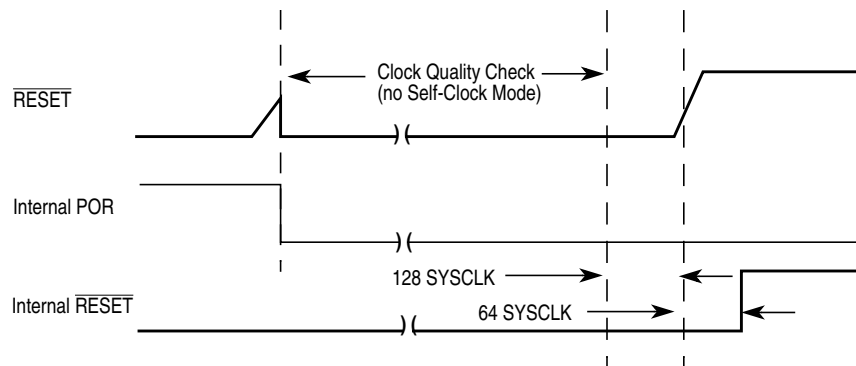 Clock Quality Check
(no Self-Clock Mode)
RESET
Internal POR
128 SYSCLK
Internal RESET
64 SYSCLK